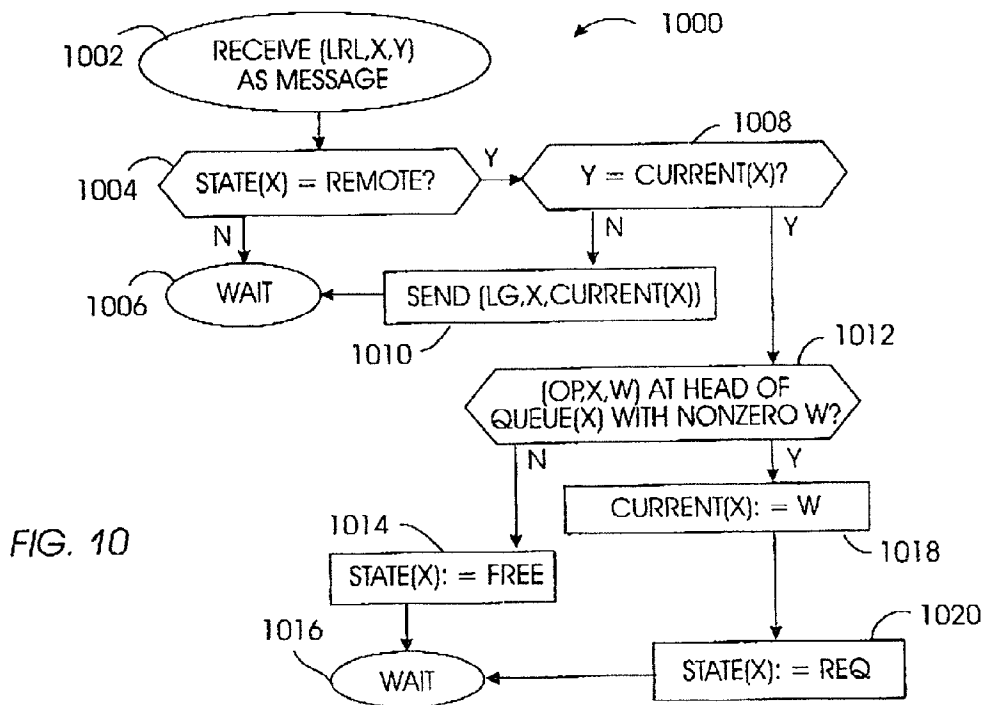 1000
1002
RECEIVE (LRL,X,Y)
AS MESSAGE
1008
1004
STATE(X) = REMOTE?
Y
Y = CURRENT(X)?
N
N
Y
1006
WAIT
SEND (LG,X,CURRENT(X))
1010
1012
(OP,X,W) AT HEAD OF
QUEUE(X) WITH NONZERO W?
N
Y
CURRENT(X): = W
1018
FIG. 10
1014
STATE(X): = FREE
1016
WAIT
1020
STATE(X): = REQ